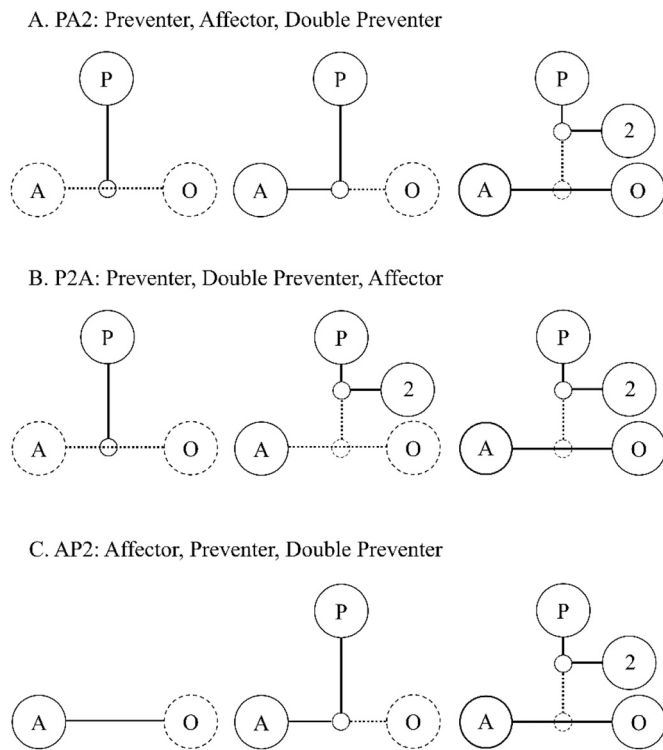 A. PA2: Preventer, Affector, Double Preventer
P P P
2
A O A O A O
B. P2A: Preventer, Double Preventer, Affector
P P P
2 2
A O A O A O
C. AP2: Affector, Preventer, Double Preventer
P P
2
A O A O A O